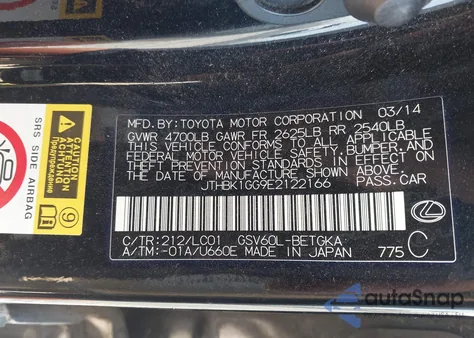 MFD.BY:TOYOTA MOTOR CORPORATION 03/14
GVWR 4700LB GAWR FR 2625LB RR 2540LB
THIS VEHICLE CONFORMS TO ALL APPLICABLE
FEDERAL MOTOR VEHICLE SAFETY, BUMPER, AND
THEFT PREVENTION STANDARDS IN EFFECT ON
THE DATE OF MANUFACTURE SHOWN ABOVE.
JTHBK1GG9E2122166 PASS.CAR
C/TR:212/LC01 GSV60L-BETGKA
A/TM:-01A/U660E MADE IN JAPAN 775 C
SRS SIDE AIRBAG
CAUTION
9
autoSnap